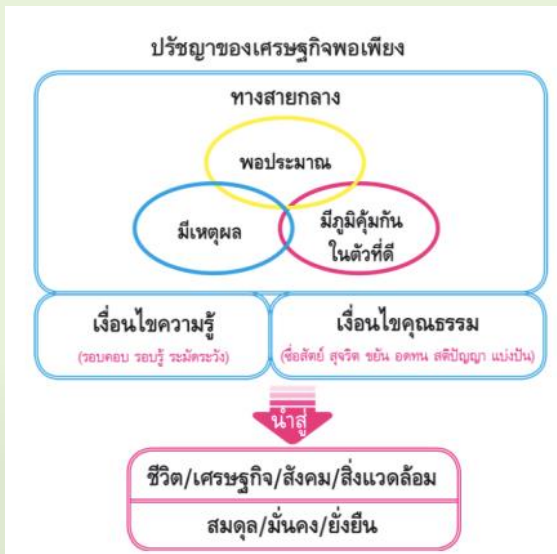 ปรัชญาของเศรษฐกิจพอเพียง
ทางสายกลาง
พอประมาณ
มีเหตุผล
มีภูมิคุ้มกัน
ในตัวที่ดี
เงื่อนไขความรู้
(รอบคอบ รอบรู้ ระมัดระวัง)
เงื่อนไขคุณธรรม
(ซื่อสัตย์ สุจริต ขยัน อดทน สติปัญญา แบ่งปัน)
นำสู่
ชีวิต/เศรษฐกิจ/สังคม/สิ่งแวดล้อม
สมดุล/มั่นคง/ยั่งยืน